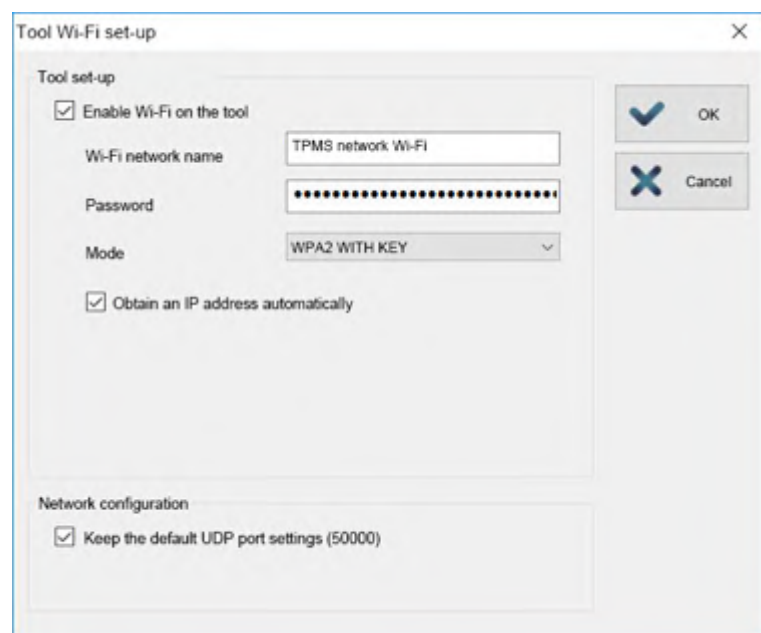 Tool Wi-Fi set-up
Tool set-up
Enable Wi-Fi on the tool
OK
Wi-Fi network name
TPMS network Wi-Fi
Cancel
Password
••••••••••••••••••••••••••••
Mode
WPA2 WITH KEY
Obtain an IP address automatically
Network configuration
Keep the default UDP port settings (50000)